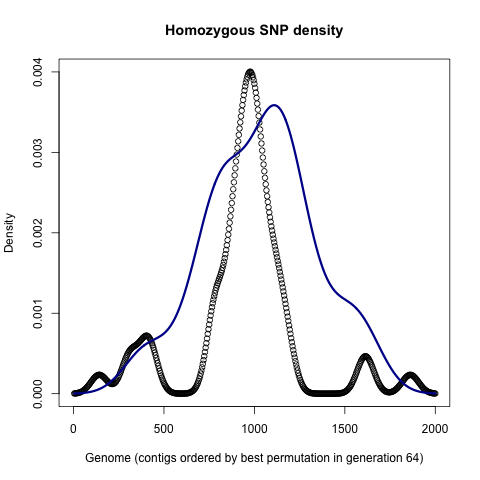 Homozygous SNP density
Density
0.004
0.003
0.002
0.001
0.000
0 500 1000 1500 2000
Genome (contigs ordered by best permutation in generation 64)